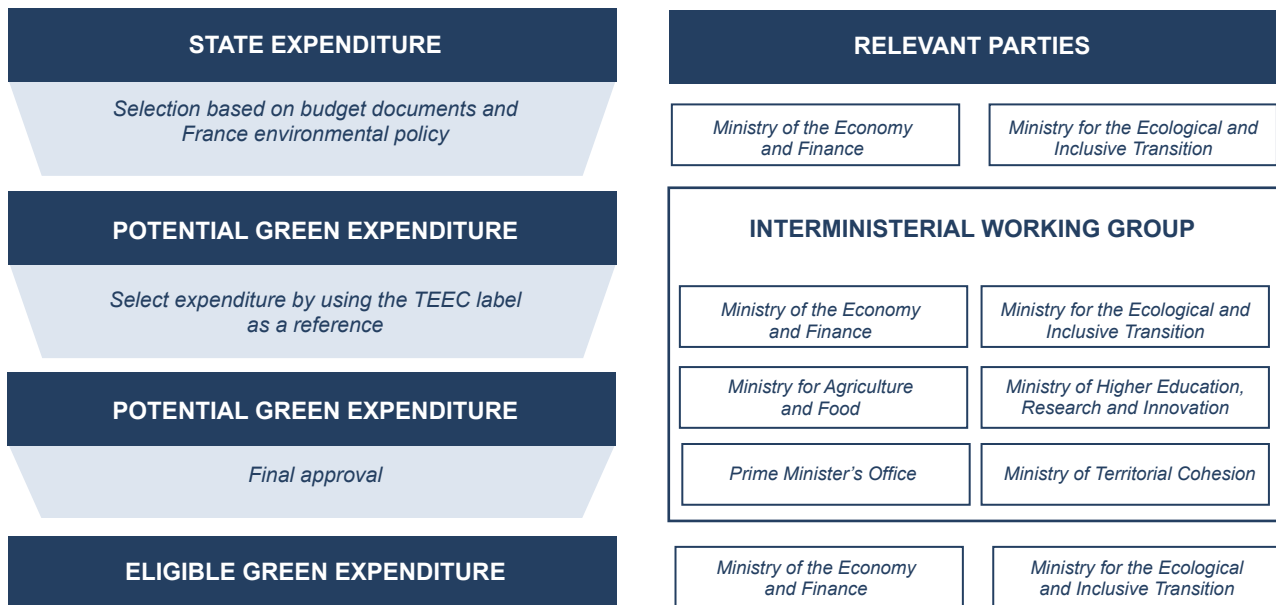 STATE EXPENDITURE
Selection based on budget documents and
France environmental policy
POTENTIAL GREEN EXPENDITURE
Select expenditure by using the TEEC label
as a reference
POTENTIAL GREEN EXPENDITURE
Final approval
ELIGIBLE GREEN EXPENDITURE
RELEVANT PARTIES
Ministry of the Economy
and Finance
Ministry for the Ecological and
Inclusive Transition
INTERMINISTERIAL WORKING GROUP
Ministry of the Economy
and Finance
Ministry for the Ecological and
Inclusive Transition
Ministry for Agriculture
and Food
Ministry of Higher Education,
Research and Innovation
Prime Minister’s Office
Ministry of Territorial Cohesion
Ministry of the Economy
and Finance
Ministry for the Ecological
and Inclusive Transition